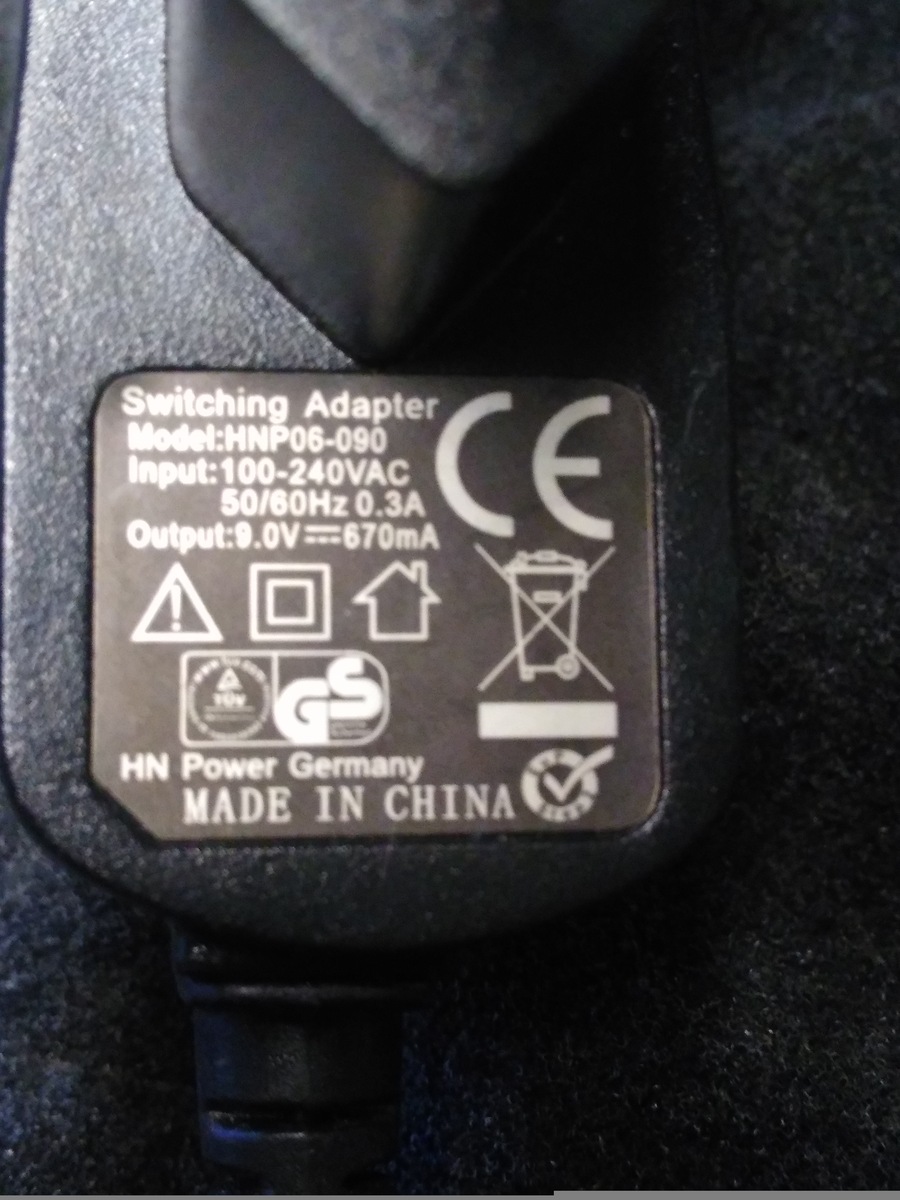 Switching Adapter
Model:HNP06-090
Input:100-240VAC
50/60Hz 0.3A
Output:9.0V⎓670mA
CE
TÜV
GS
HN Power Germany
MADE IN CHINA